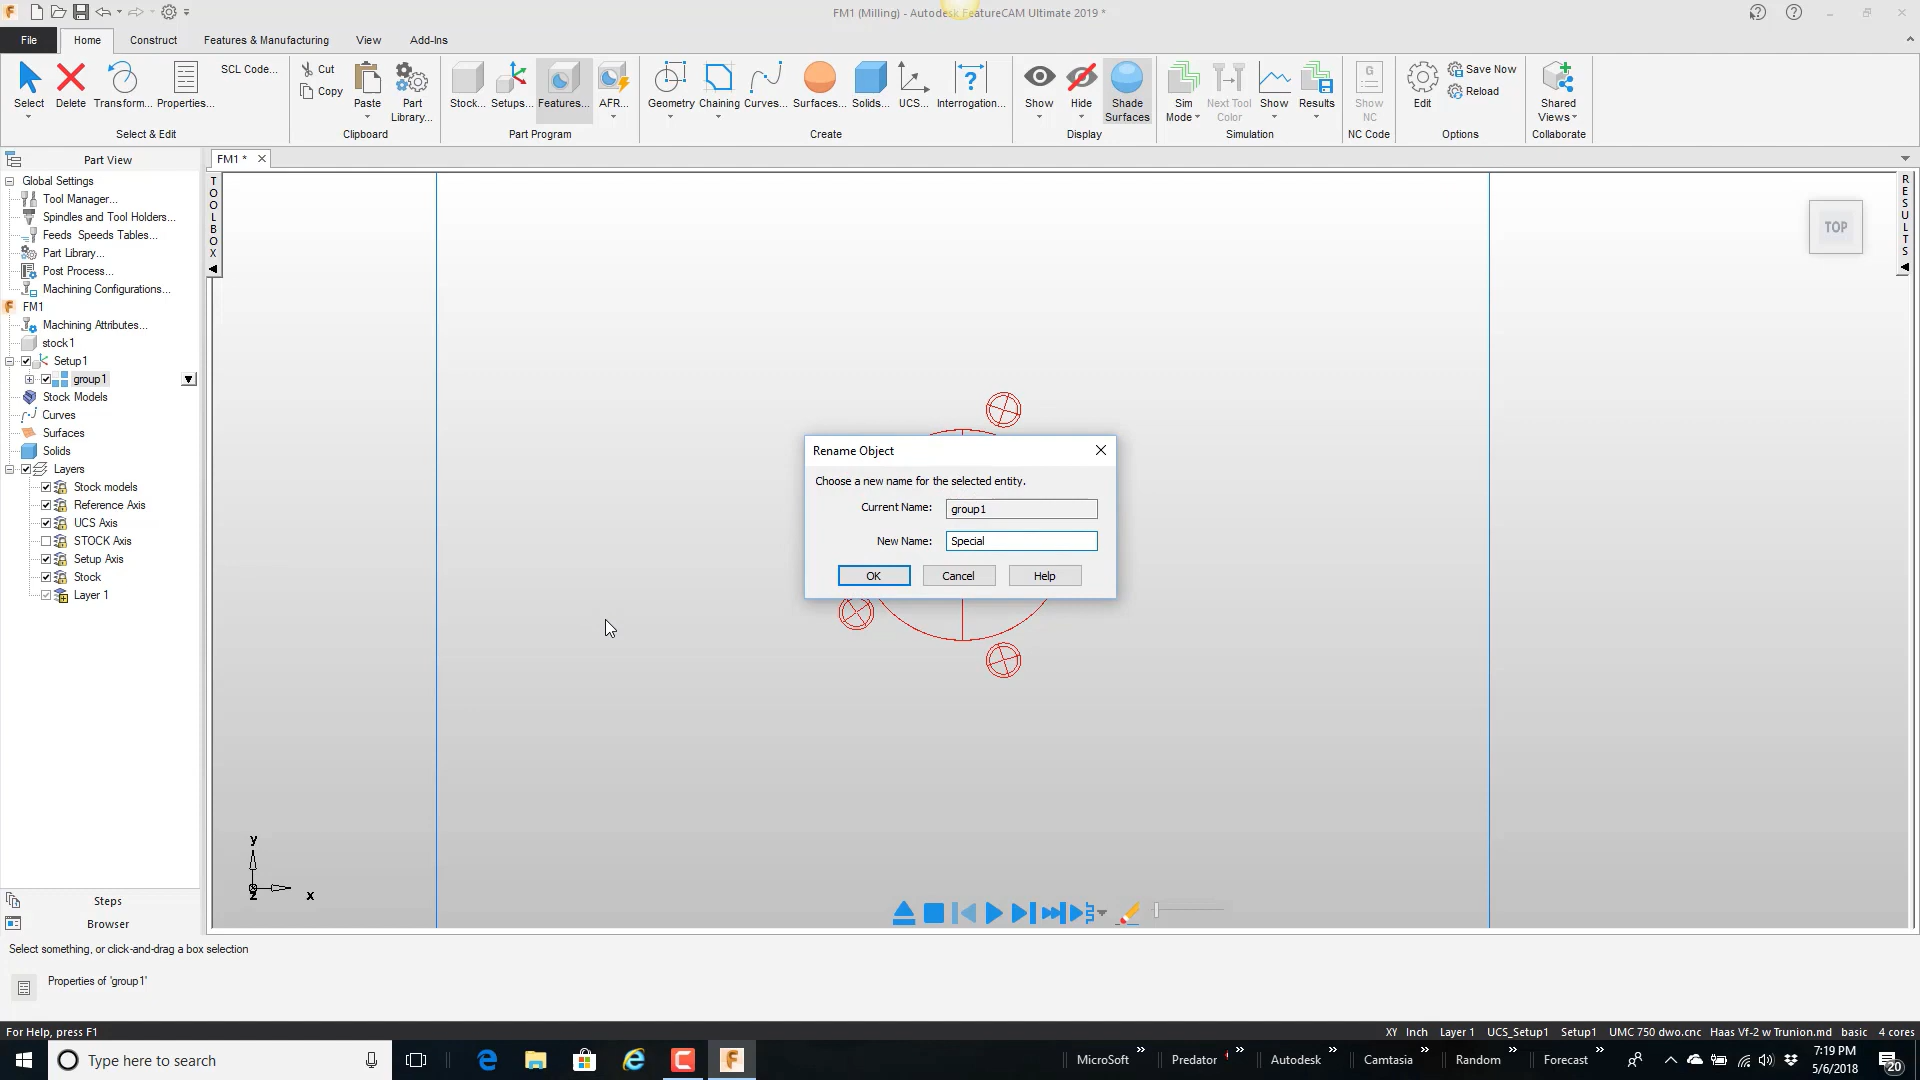 FM1 (Milling) - Autodesk FeatureCAM Ultimate 2019 *
File
Home
Construct
Features & Manufacturing
View
Add-Ins
Select
Delete
Transform...
Properties...
SCL Code...
Select & Edit
Cut
Copy
Paste
Part
Library...
Clipboard
Stock...
Setups...
Features...
AFR...
Part Program
Geometry
Chaining
Curves...
Surfaces...
Solids...
UCS...
Interrogation...
Create
Show
Hide
Shade
Surfaces
Display
Sim
Mode
Next Tool
Color
Show
Results
Simulation
G
Show
NC
NC Code
Edit
Save Now
Reload
Options
Shared
Views
Collaborate
Part View
FM1 *
Global Settings
Tool Manager...
Spindles and Tool Holders...
Feeds Speeds Tables...
Part Library...
Post Process...
Machining Configurations...
FM1
Machining Attributes...
stock1
Setup1
group1
Stock Models
Curves
Surfaces
Solids
Layers
Stock models
Reference Axis
UCS Axis
STOCK Axis
Setup Axis
Stock
Layer 1
TOOLBOX
TOP
RESULTS
Rename Object
Choose a new name for the selected entity.
Current Name:
group1
New Name:
Special
OK
Cancel
Help
y
z
x
Steps
Browser
Select something, or click-and-drag a box selection
Properties of 'group1'
For Help, press F1
XY Inch Layer 1 UCS_Setup1 Setup1 UMC 750 dwo.cnc Haas Vf-2 w Trunion.md basic 4 cores
Type here to search
MicroSoft
Predator
Autodesk
Camtasia
Random
Forecast
7:19 PM
5/6/2018
20